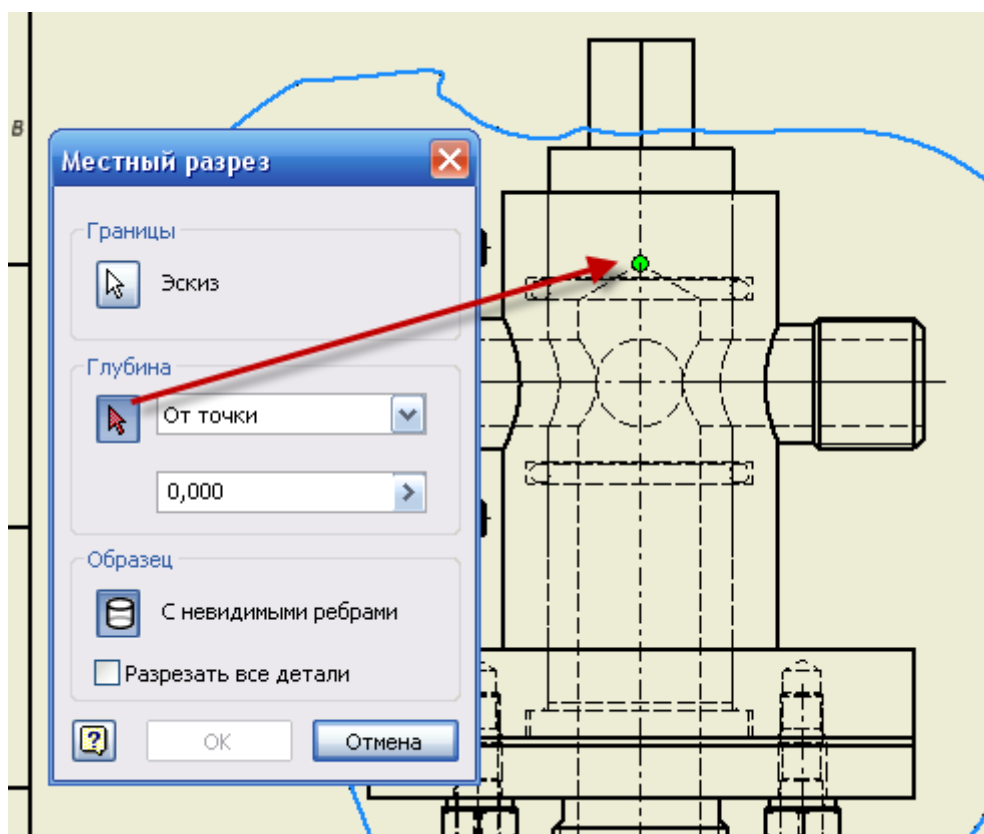 B
Местный разрез
Границы
Эскиз
Глубина
От точки
0,000
Образец
С невидимыми ребрами
Разрезать все детали
OK
Отмена